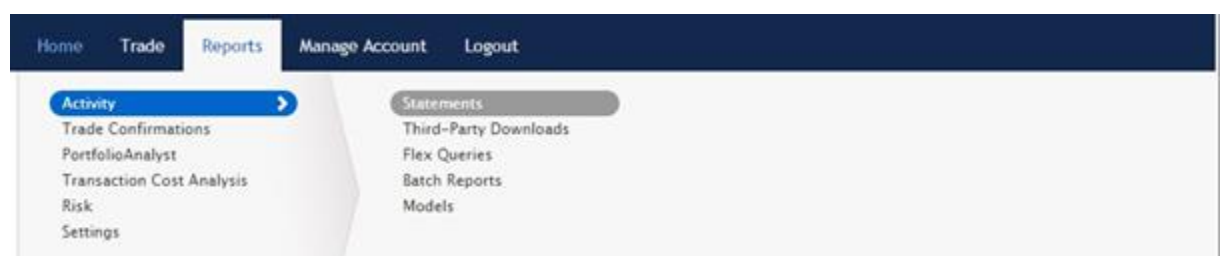 Home Trade Reports Manage Account Logout
Activity
Trade Confirmations
PortfolioAnalyst
Transaction Cost Analysis
Risk
Settings
Statements
Third-Party Downloads
Flex Queries
Batch Reports
Models